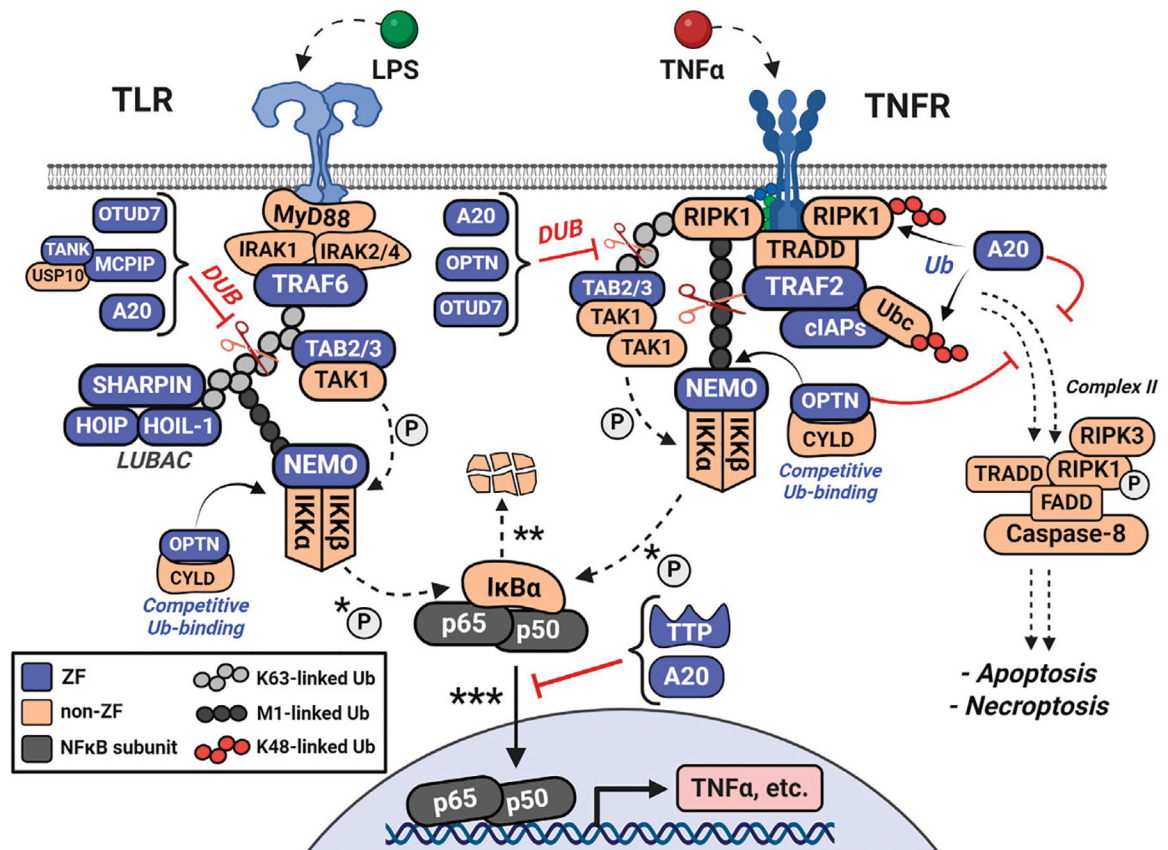 LPS
TNFα
TLR
TNFR
OTUD7
TANK
USP10
MCPIP
A20
DUB
MyD88
IRAK1
IRAK2/4
TRAF6
TAB2/3
TAK1
P
SHARPIN
HOIP
HOIL-1
LUBAC
NEMO
IKKα
IKKβ
OPTN
CYLD
Competitive
Ub-binding
*
P
A20
OPTN
OTUD7
DUB
RIPK1
RIPK1
TRADD
TRAF2
cIAPs
Ubc
Ub
A20
TAB2/3
TAK1
TAK1
P
NEMO
IKKα
IKKβ
OPTN
CYLD
Competitive
Ub-binding
*
P
Complex II
RIPK3
TRADD
RIPK1
P
FADD
Caspase-8
- Apoptosis
- Necroptosis
**
IκBα
p65
p50
TTP
A20
***
p65
p50
TNFα, etc.
ZF
non-ZF
NFκB subunit
K63-linked Ub
M1-linked Ub
K48-linked Ub